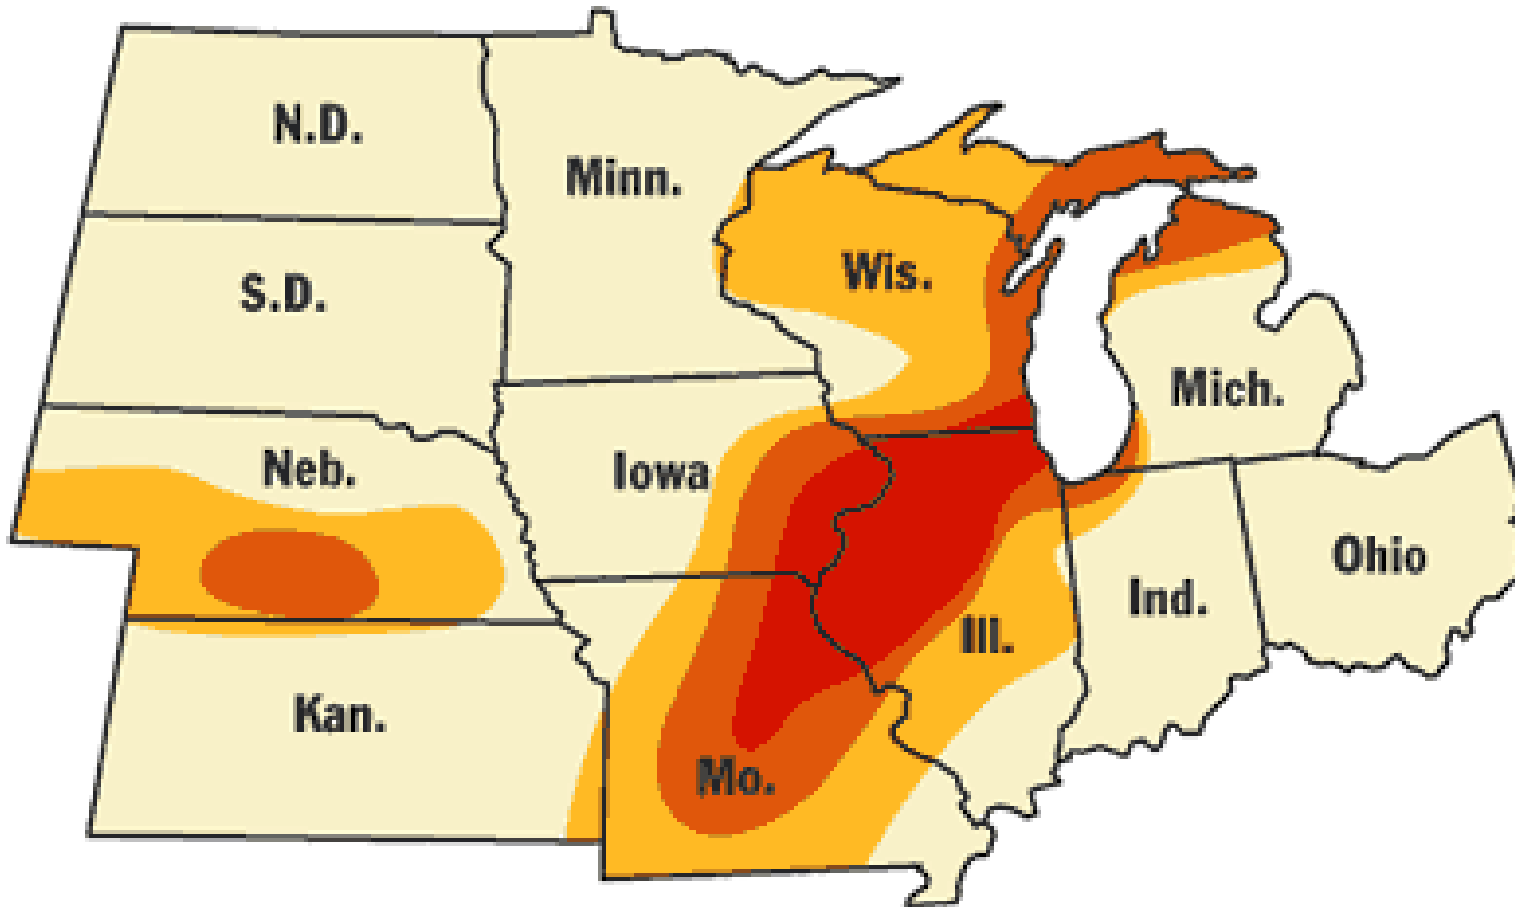 N.D.
Minn.
Wis.
S.D.
Mich.
Neb.
Iowa
Ohio
Ind.
Ill.
Kan.
Mo.